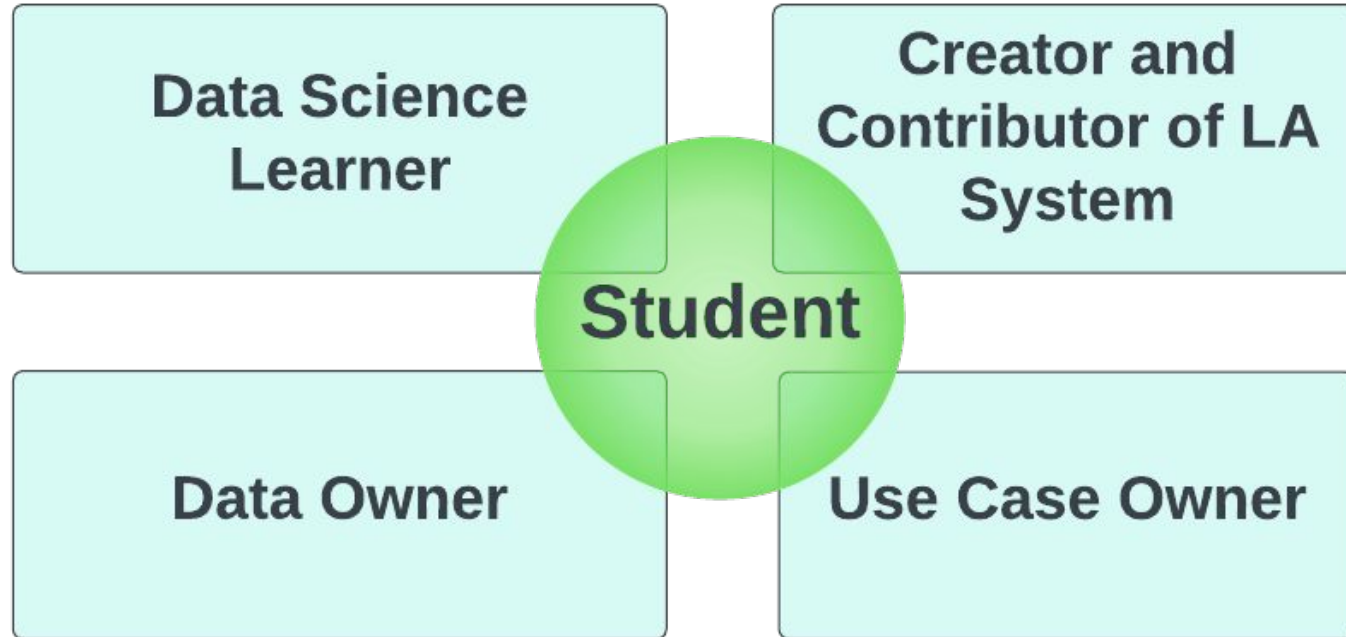 Data Science
Learner
Creator and
Contributor of LA
System
Student
Data Owner
Use Case Owner